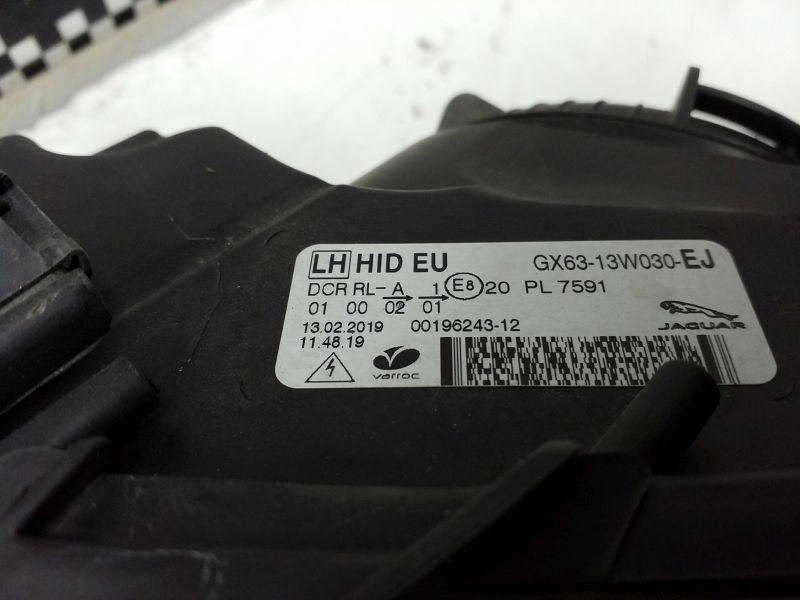 LH HID EU GX63-13W030-EJ
DCR RL-A 1 E8 20 PL 7591
01 00 02 01
13.02.2019 00196243-12 JAGUAR
11.48.19 varroc